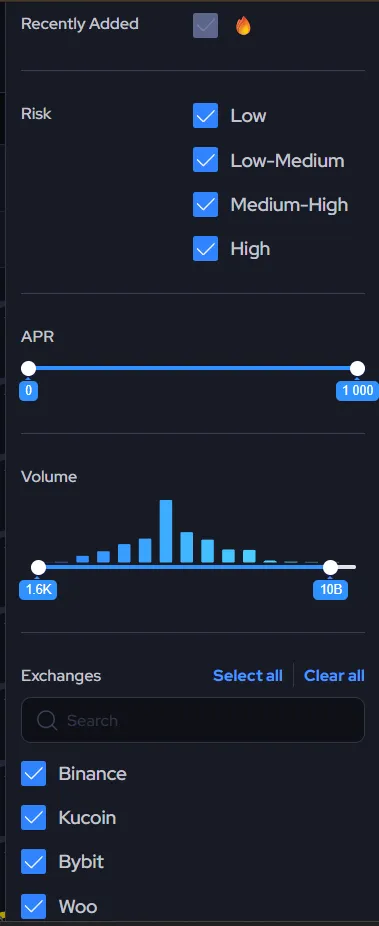 Recently Added 🔥
Risk
Low
Low-Medium
Medium-High
High
APR
0 1 000
Volume
1.6K 10B
Exchanges Select all Clear all
Search
Binance
Kucoin
Bybit
Woo